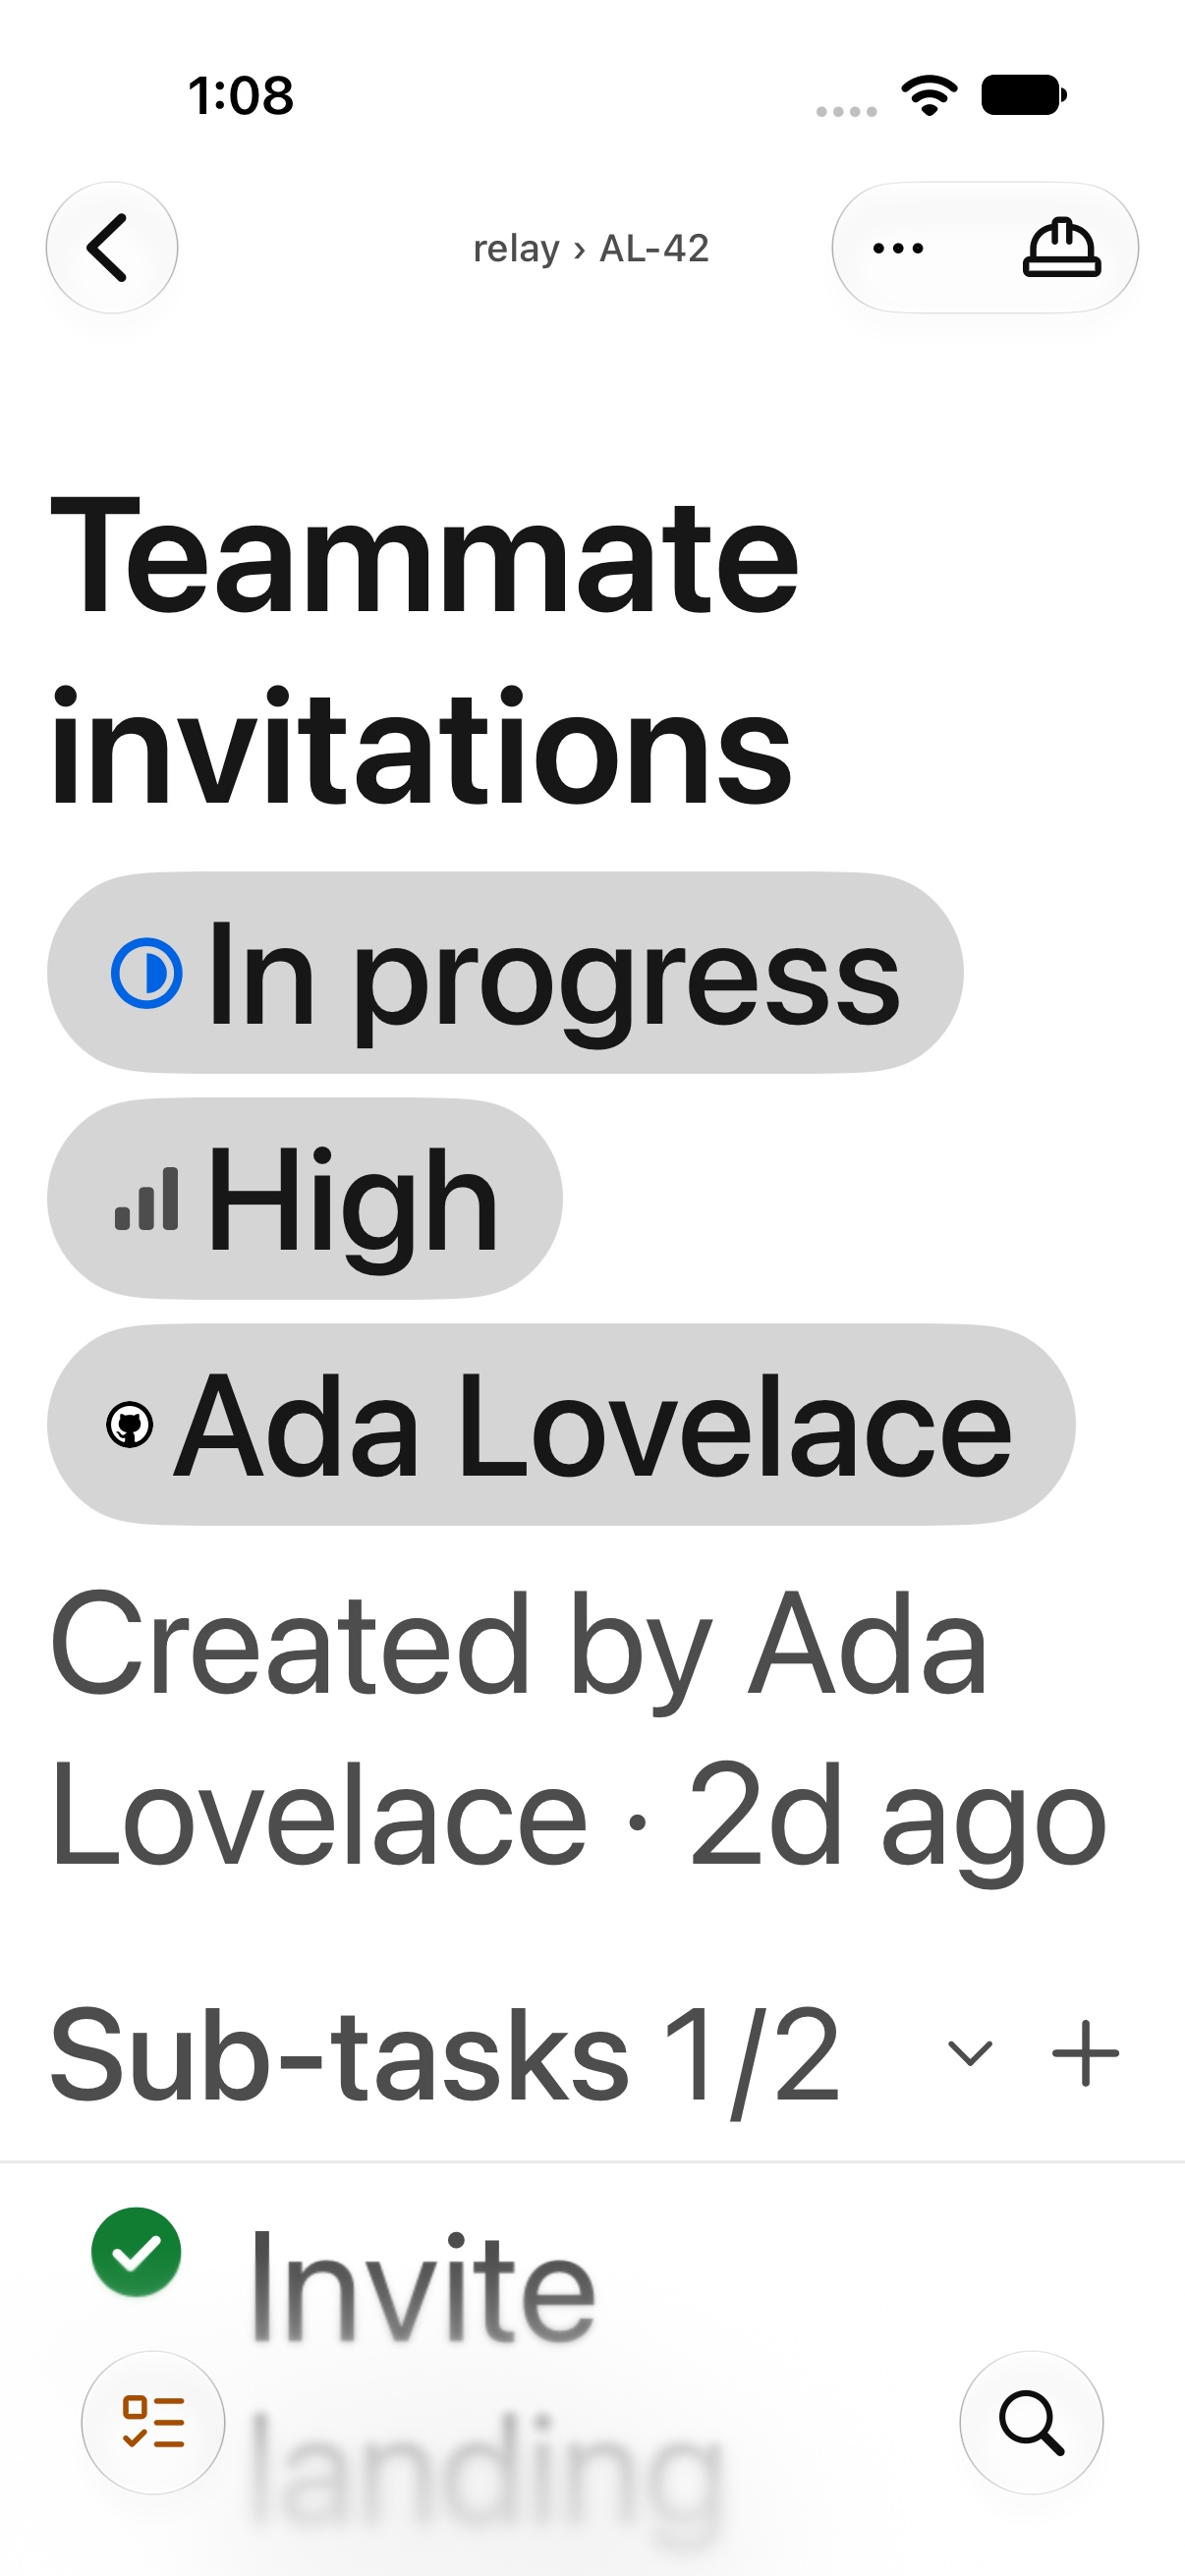 1:08
relay › AL-42
Teammate
invitations
In progress
High
Ada Lovelace
Created by Ada
Lovelace · 2d ago
Sub-tasks 1/2
Invite
landing